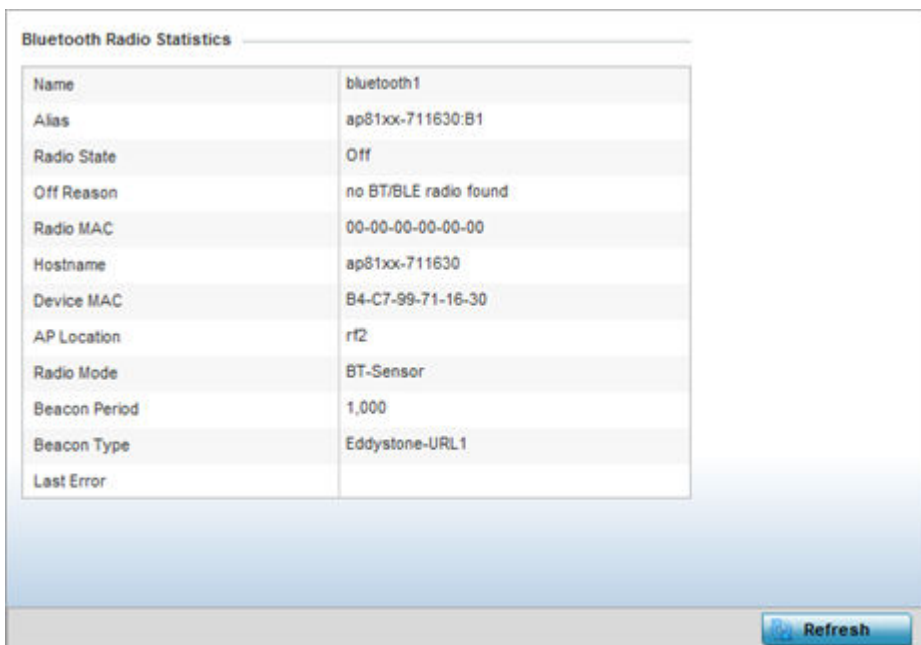 Bluetooth Radio Statistics
Name bluetooth1
Alias ap81xx-711630:B1
Radio State Off
Off Reason no BT/BLE radio found
Radio MAC 00-00-00-00-00-00
Hostname ap81xx-711630
Device MAC B4-C7-99-71-16-30
AP Location rf2
Radio Mode BT-Sensor
Beacon Period 1,000
Beacon Type Eddystone-URL1
Last Error
Refresh